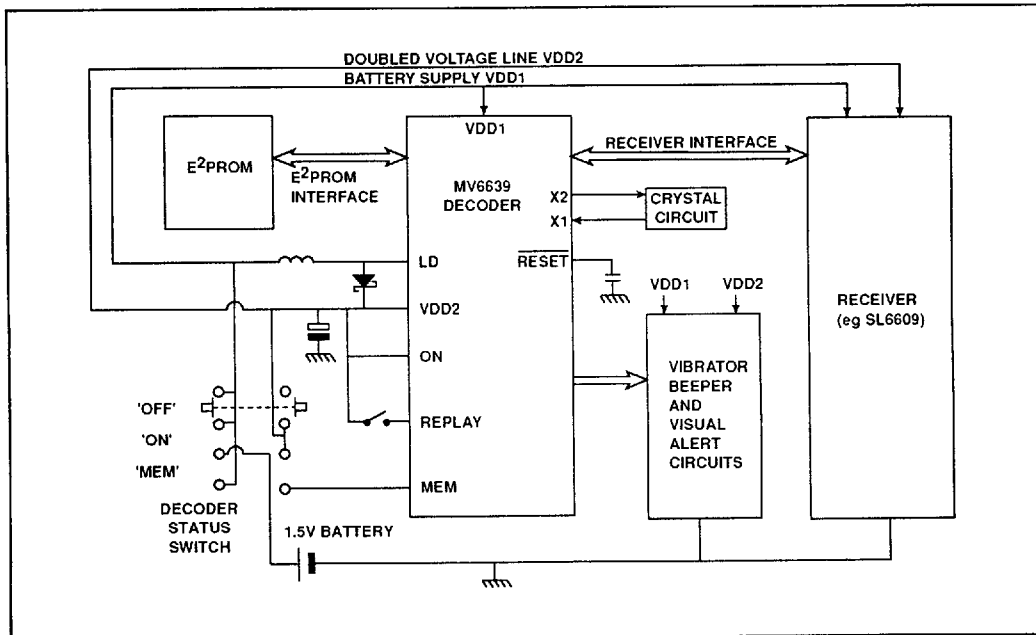 DOUBLED VOLTAGE LINE VDD2
BATTERY SUPPLY VDD1
VDD1
E²PROM
E²PROM
INTERFACE
MV6639
DECODER
RECEIVER INTERFACE
X2
X1
CRYSTAL
CIRCUIT
RESET
LD
VDD2
ON
REPLAY
MEM
VDD1
VDD2
VIBRATOR
BEEPER
AND
VISUAL
ALERT
CIRCUITS
RECEIVER
(eg SL6609)
'OFF'
'ON'
'MEM'
DECODER
STATUS
SWITCH
1.5V BATTERY